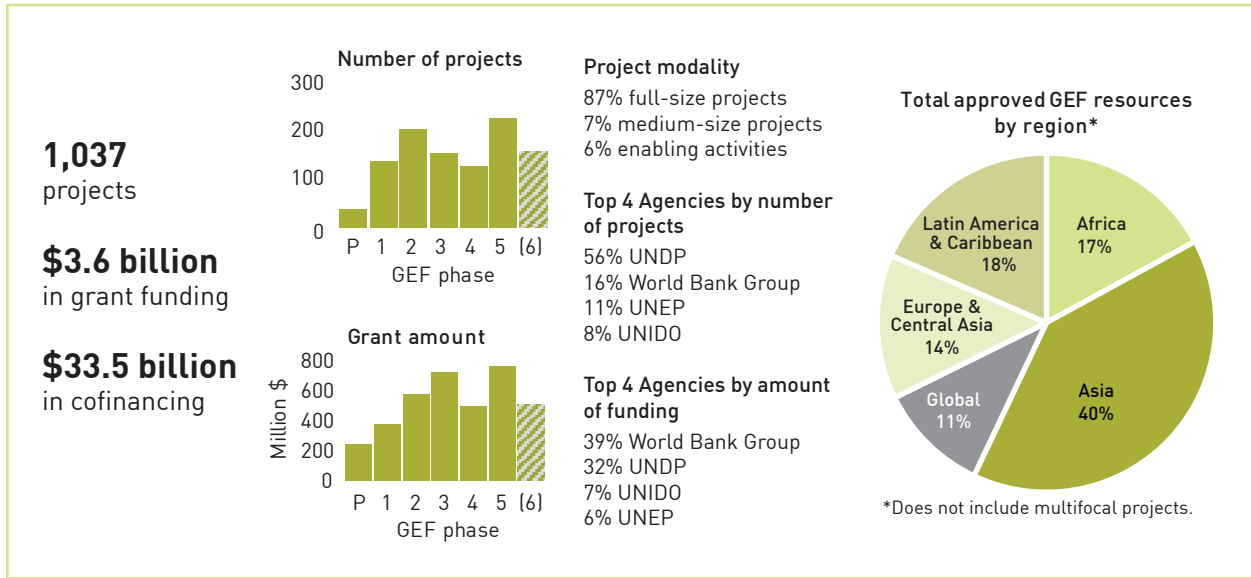 1,037
projects
$3.6 billion
in grant funding
$33.5 billion
in cofinancing
Number of projects
300
200
100
0
P 1 2 3 4 5 (6)
GEF phase
Grant amount
Million $
800
600
400
200
0
P 1 2 3 4 5 (6)
GEF phase
Project modality
87% full-size projects
7% medium-size projects
6% enabling activities
Top 4 Agencies by number
of projects
56% UNDP
16% World Bank Group
11% UNEP
8% UNIDO
Top 4 Agencies by amount
of funding
39% World Bank Group
32% UNDP
7% UNIDO
6% UNEP
Total approved GEF resources
by region*
Latin America
& Caribbean
18%
Africa
17%
Europe &
Central Asia
14%
Global
11%
Asia
40%
*Does not include multifocal projects.